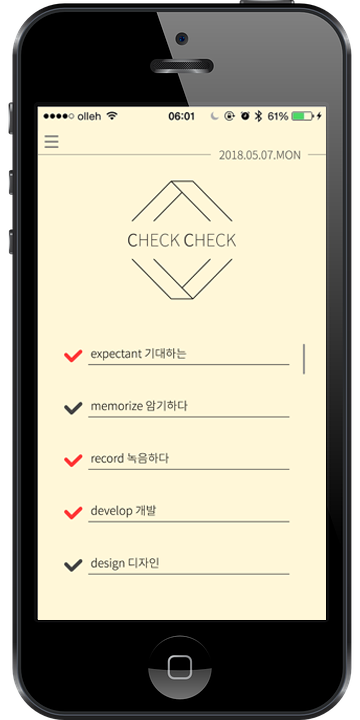 olleh 06:01 61%
2018.05.07.MON
CHECK CHECK
expectant 기대하는
memorize 암기하다
record 녹음하다
develop 개발
design 디자인